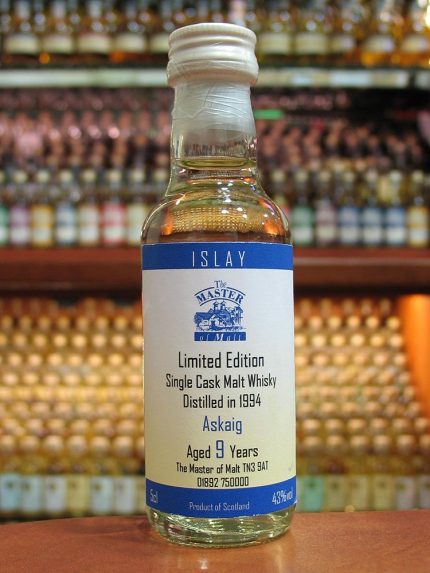 ISLAY
The
MASTER
of Malt
Limited Edition
Single Cask Malt Whisky
Distilled in 1994
Askaig
Aged 9 Years
The Master of Malt TN3 9AT
01892 750000
5cl 43%vol
Product of Scotland